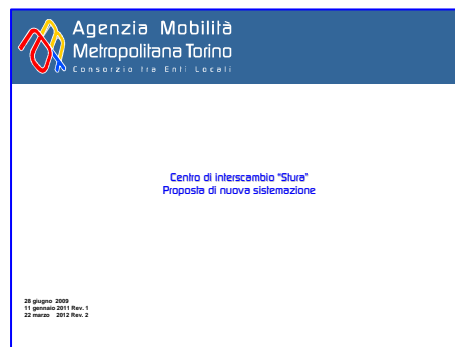 Agenzia Mobilità
Metropolitana Torino
Consorzio tra Enti Locali
Centro di interscambio "Stura"
Proposta di nuova sistemazione
26 giugno 2009
11 gennaio 2011 Rev. 1
22 marzo 2012 Rev. 2